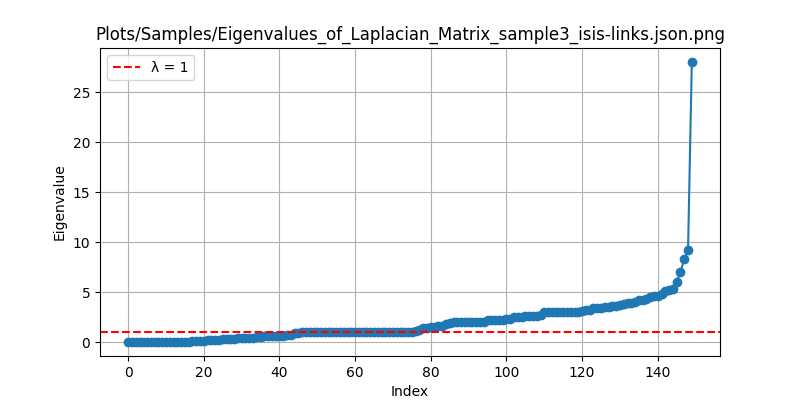 Plots/Samples/Eigenvalues_of_Laplacian_Matrix_sample3_isis-links.json.png
λ = 1
25
20
15
10
5
0
Eigenvalue
0 20 40 60 80 100 120 140
Index